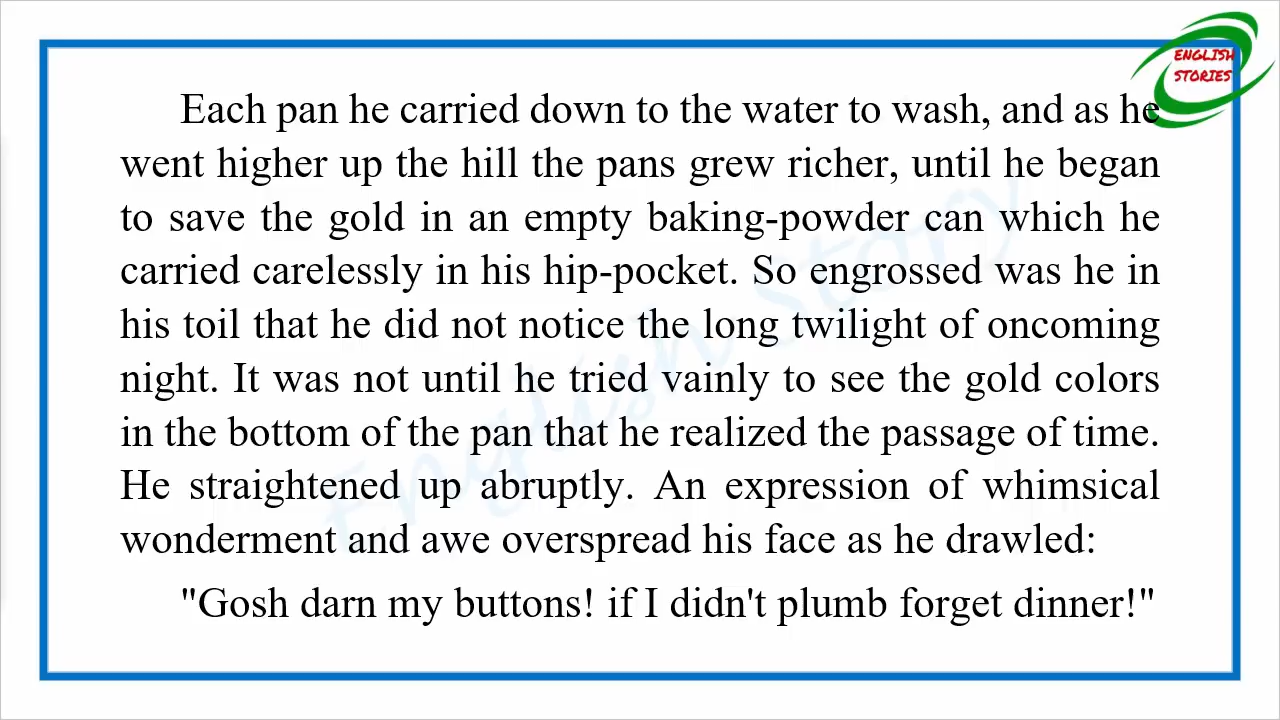 ENGLISH
STORIES
Each pan he carried down to the water to wash, and as he
went higher up the hill the pans grew richer, until he began
to save the gold in an empty baking-powder can which he
carried carelessly in his hip-pocket. So engrossed was he in
his toil that he did not notice the long twilight of oncoming
night. It was not until he tried vainly to see the gold colors
in the bottom of the pan that he realized the passage of time.
He straightened up abruptly. An expression of whimsical
wonderment and awe overspread his face as he drawled:
"Gosh darn my buttons! if I didn't plumb forget dinner!"
English Story